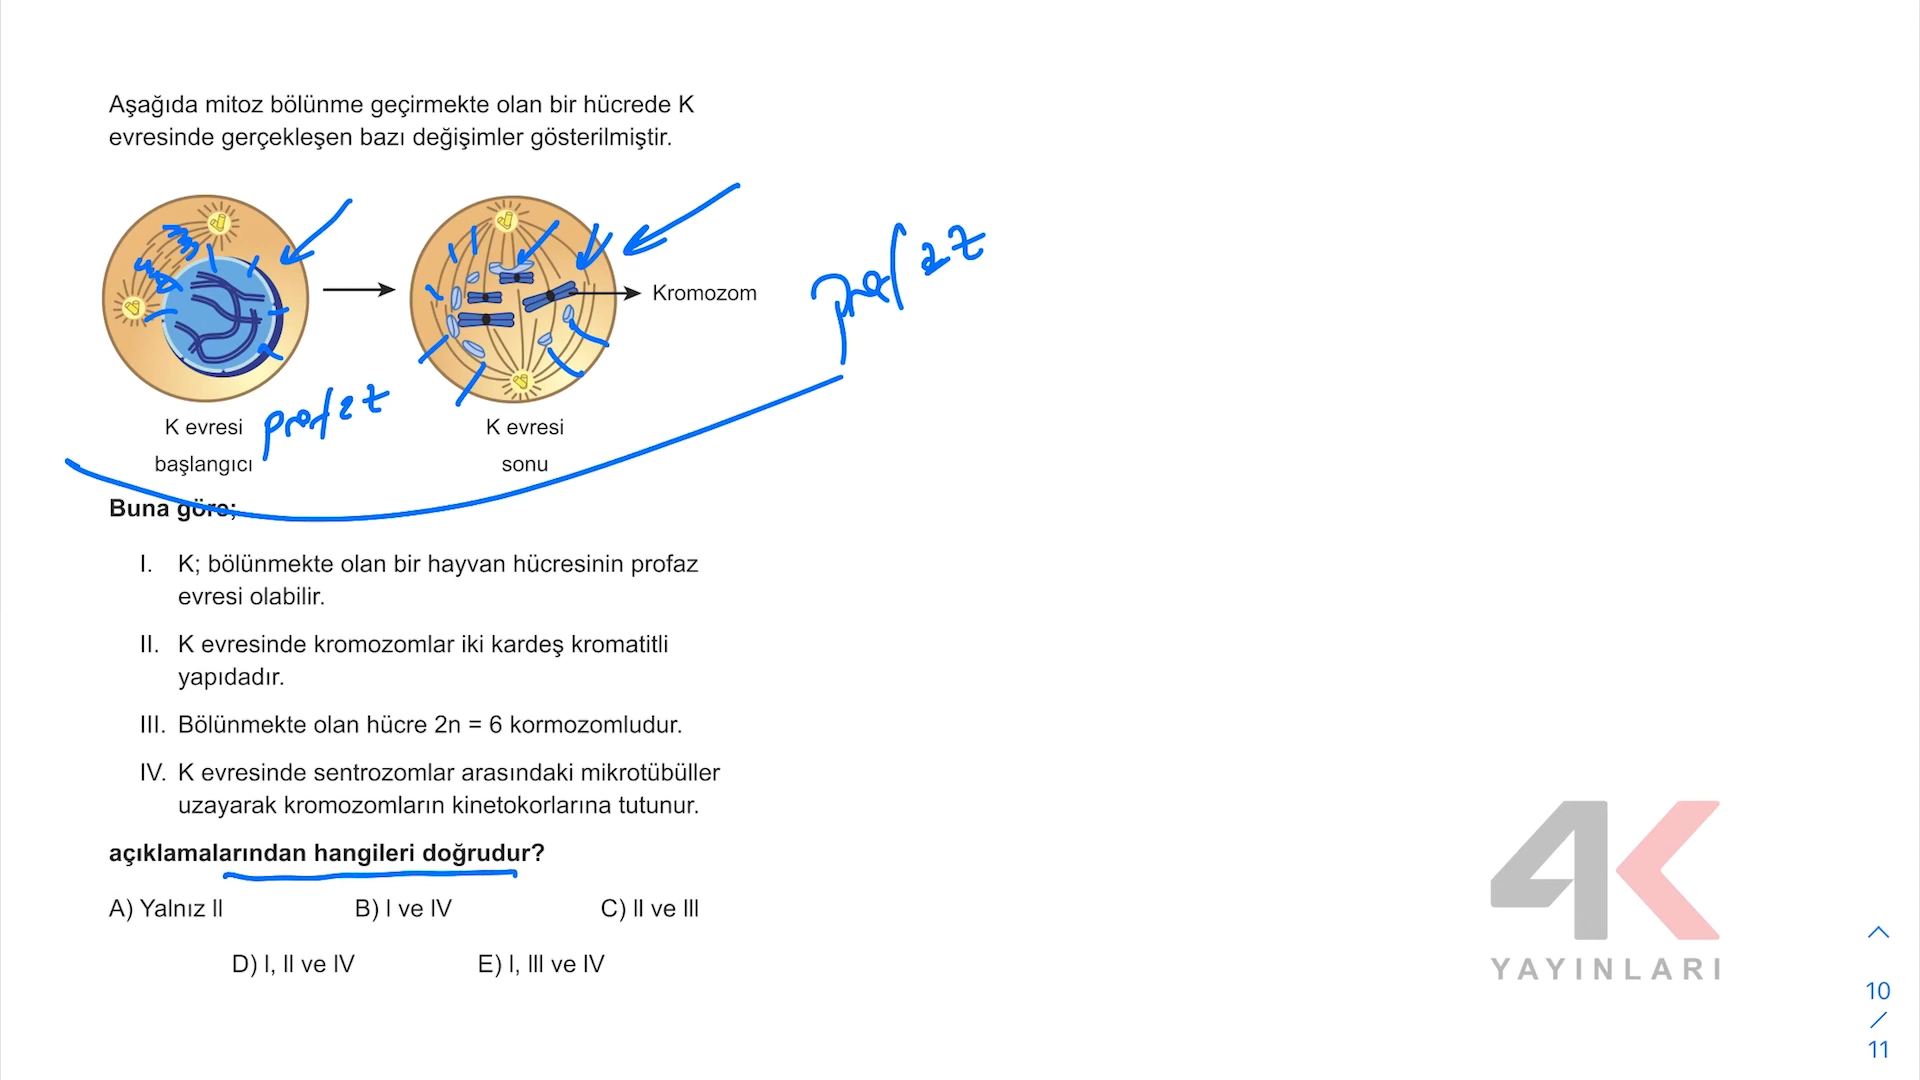 Aşağıda mitoz bölünme geçirmekte olan bir hücrede K
evresinde gerçekleşen bazı değişimler gösterilmiştir.
Kromozom
profaz
K evresi
başlangıcı
profaz
K evresi
sonu
Buna göre;
I. K; bölünmekte olan bir hayvan hücresinin profaz
evresi olabilir.
II. K evresinde kromozomlar iki kardeş kromatitli
yapıdadır.
III. Bölünmekte olan hücre 2n = 6 kormozomludur.
IV. K evresinde sentrozomlar arasındaki mikrotübüller
uzayarak kromozomların kinetokorlarına tutunur.
açıklamalarından hangileri doğrudur?
A) Yalnız II B) I ve IV C) II ve III
D) I, II ve IV E) I, III ve IV
4K
YAYINLARI
10
/
11